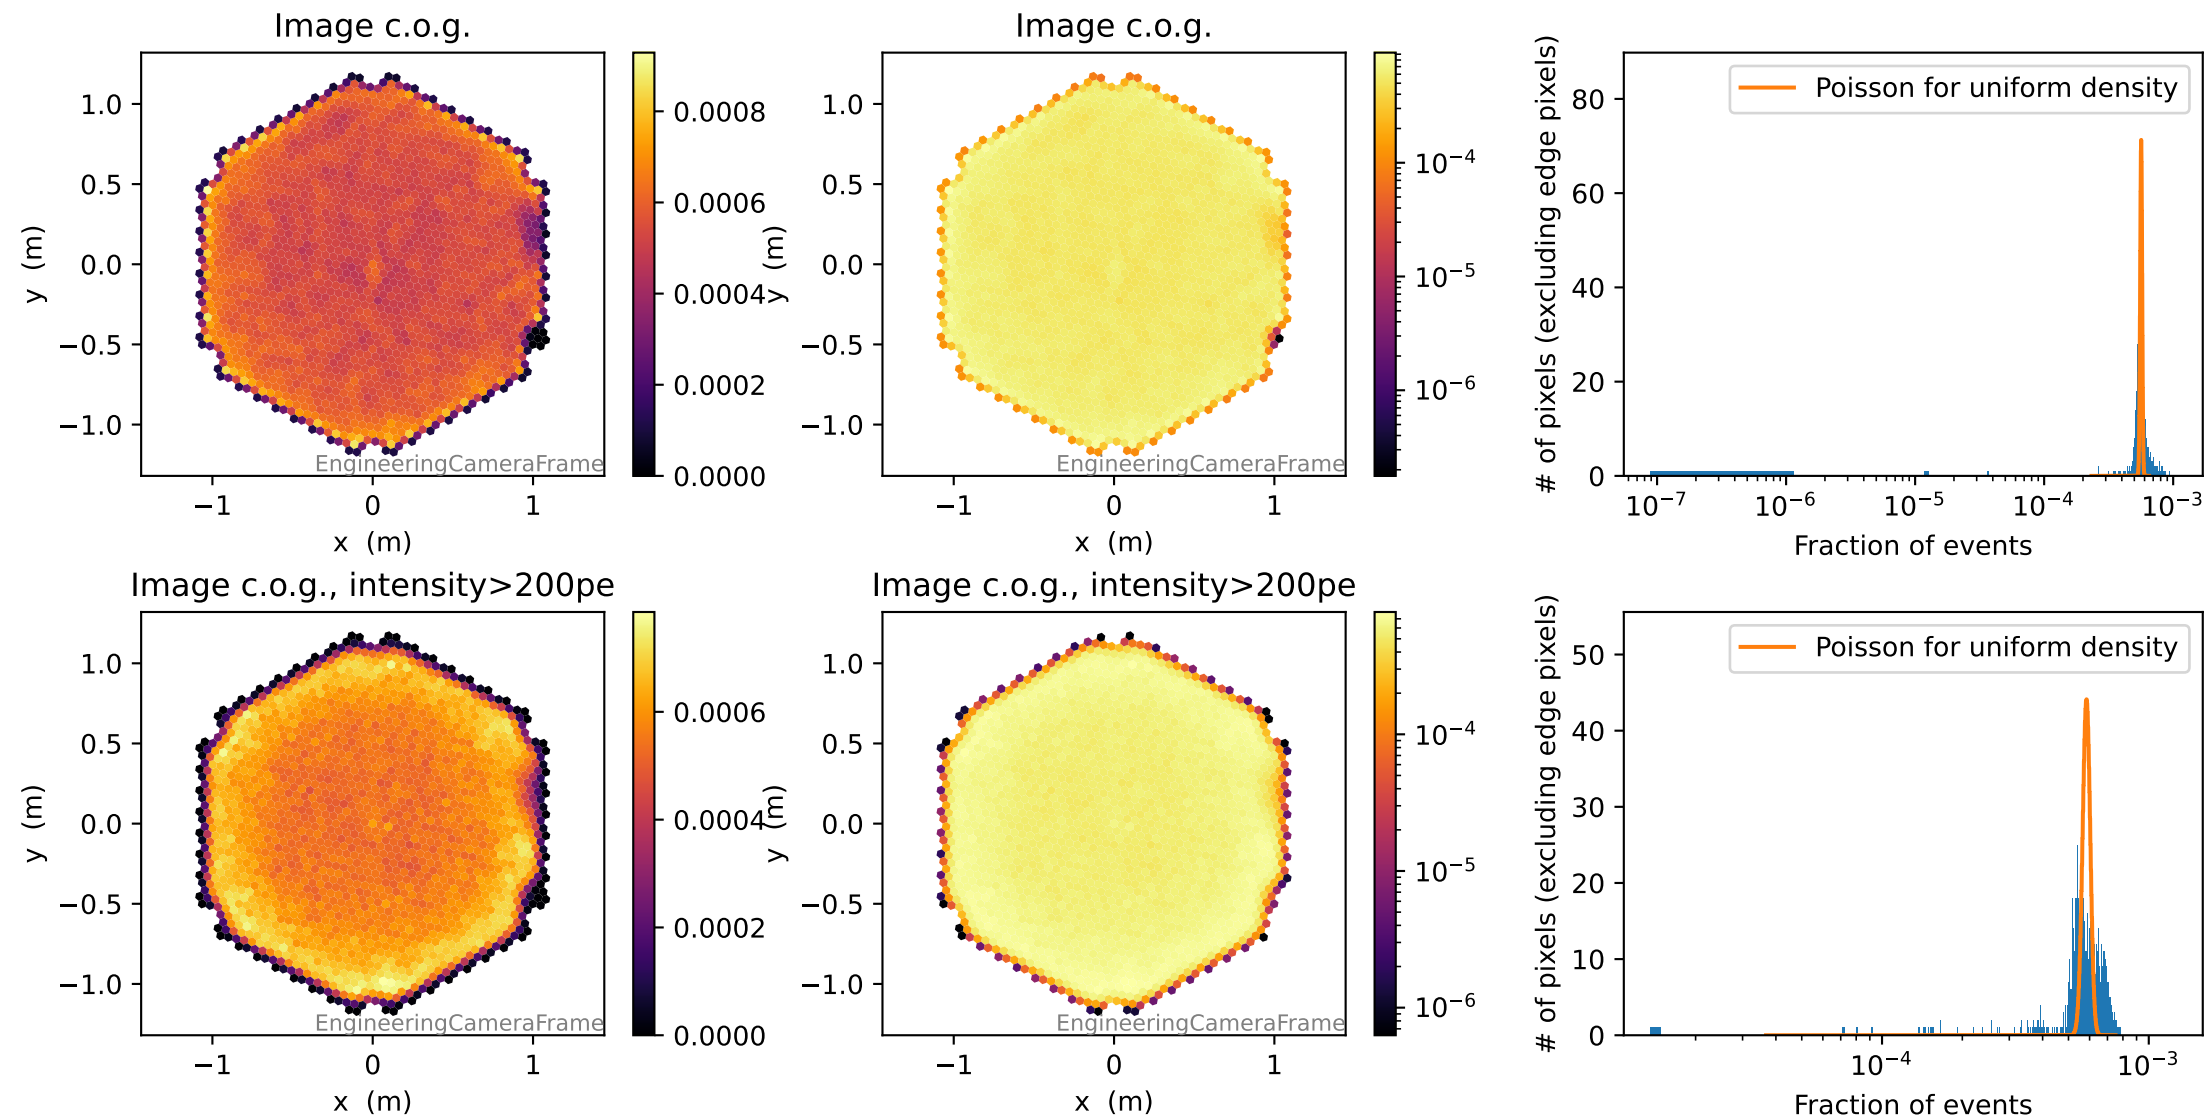 Image c.o.g.
1.0
0.5
0.0
−0.5
−1.0
y (m)
−1
0
1
x (m)
EngineeringCameraFrame
0.0008
0.0006
0.0004
0.0002
0.0000
Image c.o.g.
1.0
0.5
0.0
−0.5
−1.0
y (m)
−1
0
1
x (m)
EngineeringCameraFrame
10⁻⁴
10⁻⁵
10⁻⁶
Poisson for uniform density
# of pixels (excluding edge pixels)
80
60
40
20
0
10⁻⁷
10⁻⁶
10⁻⁵
10⁻⁴
10⁻³
Fraction of events
Image c.o.g., intensity>200pe
1.0
0.5
0.0
−0.5
−1.0
y (m)
−1
0
1
x (m)
EngineeringCameraFrame
0.0006
0.0004
0.0002
0.0000
Image c.o.g., intensity>200pe
1.0
0.5
0.0
−0.5
−1.0
y (m)
−1
0
1
x (m)
EngineeringCameraFrame
10⁻⁴
10⁻⁵
10⁻⁶
Poisson for uniform density
# of pixels (excluding edge pixels)
50
40
30
20
10
0
10⁻⁴
10⁻³
Fraction of events